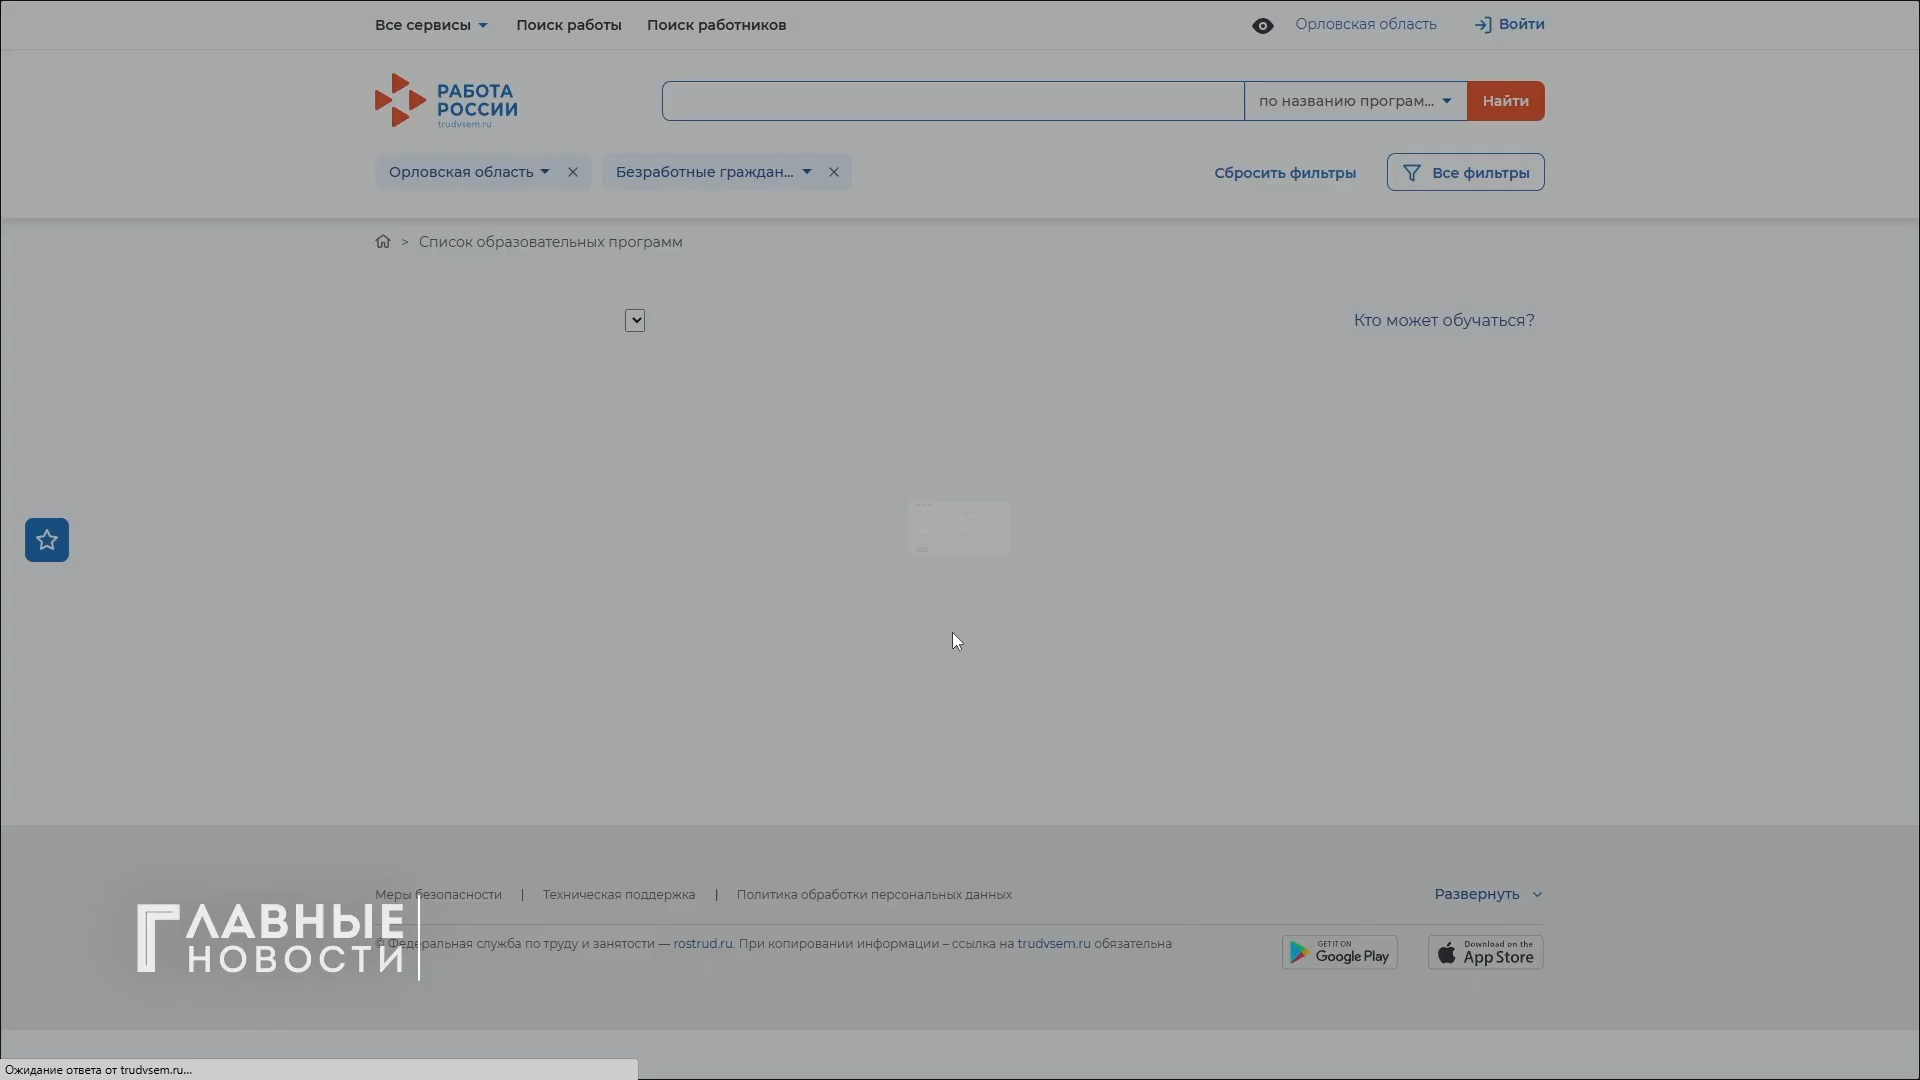 Все сервисы Поиск работы Поиск работников Орловская область Войти
РАБОТА РОССИИ
trudvsem.ru
по названию програм... Найти
Орловская область Безработные граждан... Сбросить фильтры Все фильтры
> Список образовательных программ
Кто может обучаться?
Меры безопасности | Техническая поддержка | Политика обработки персональных данных Развернуть
ГЛАВНЫЕ
НОВОСТИ
© Федеральная служба по труду и занятости — rostrud.ru. При копировании информации – ссылка на trudvsem.ru обязательна
GET IT ON
Google Play
Download on the
App Store
Ожидание ответа от trudvsem.ru...